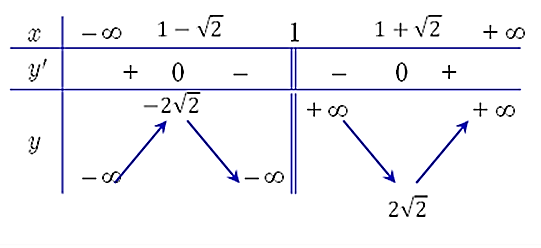 x −∞ 1 − √2 1 1 + √2 +∞
y′ + 0 − − 0 +
−2√2 +∞ +∞
y
−∞ −∞
2√2